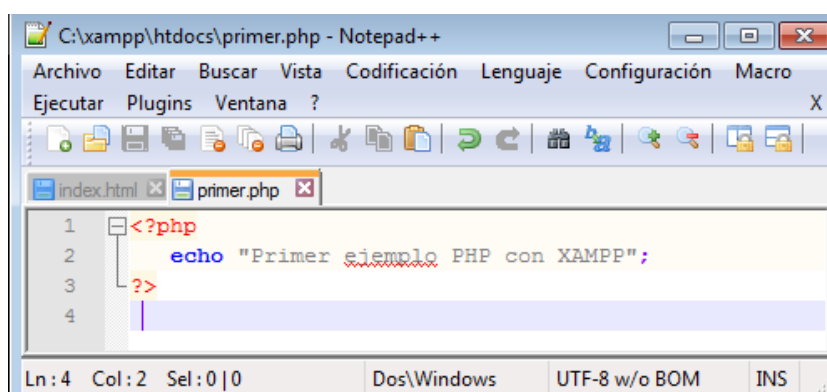 C:\xampp\htdocs\primer.php - Notepad++
Archivo Editar Buscar Vista Codificación Lenguaje Configuración Macro
Ejecutar Plugins Ventana ? X
index.html primer.php
1 <?php
2 echo "Primer ejemplo PHP con XAMPP";
3 ?>
4
Ln:4 Col:2 Sel:0|0 Dos\Windows UTF-8 w/o BOM INS